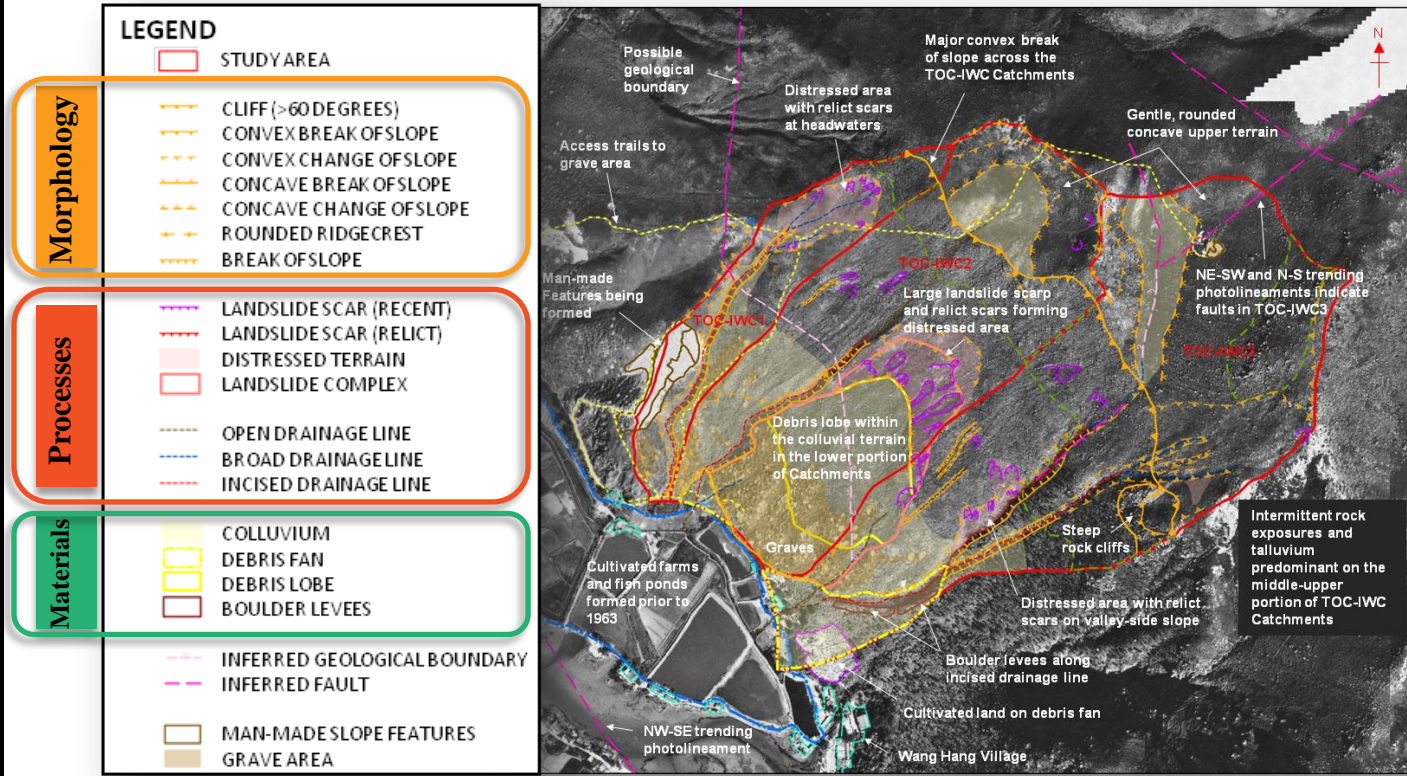 LEGEND
STUDY AREA
Morphology
CLIFF (>60 DEGREES)
CONVEX BREAK OF SLOPE
CONVEX CHANGE OF SLOPE
CONCAVE BREAK OF SLOPE
CONCAVE CHANGE OF SLOPE
ROUNDED RIDGECREST
BREAK OF SLOPE
Processes
LANDSLIDE SCAR (RECENT)
LANDSLIDE SCAR (RELICT)
DISTRESSED TERRAIN
LANDSLIDE COMPLEX
OPEN DRAINAGE LINE
BROAD DRAINAGE LINE
INCISED DRAINAGE LINE
Materials
COLLUVIUM
DEBRIS FAN
DEBRIS LOBE
BOULDER LEVEES
INFERRED GEOLOGICAL BOUNDARY
INFERRED FAULT
MAN-MADE SLOPE FEATURES
GRAVE AREA
Possible
geological
boundary
Major convex break
of slope across the
TOC-IWC Catchments
N
Distressed area
with relict scars
at headwaters
Gentle, rounded
concave upper terrain
Access trails to
grave area
TOC-IWC2
NE-SW and N-S trending
photolineaments indicate
faults in TOC-IWC3
Man-made
Features being
formed
Large landslide scarp
and relict scars forming
distressed area
TOC-IWC1
TOC-IWC3
Debris lobe within
the colluvial terrain
in the lower portion
of Catchments
Graves
Steep
rock cliffs
Intermittent rock
exposures and
talluvium
predominant on the
middle-upper
portion of TOC-IWC
Catchments
Cultivated farms
and fish ponds
formed prior to
1963
Distressed area with relict
scars on valley-side slope
Boulder levees along
incised drainage line
Cultivated land on debris fan
NW-SE trending
photolineament
Wang Hang Village